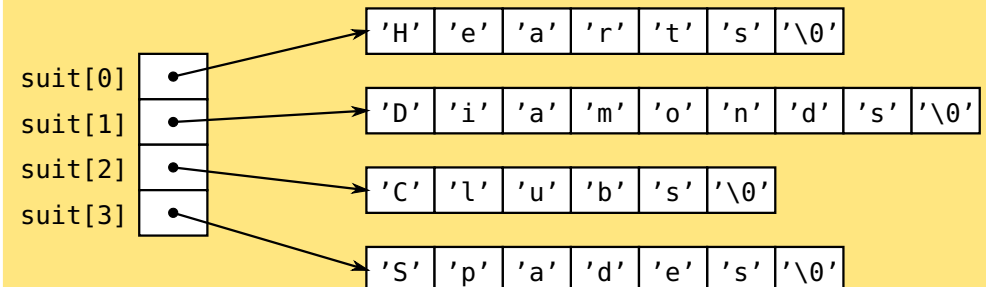 ’H’ ’e’ ’a’ ’r’ ’t’ ’s’ ’\0’
suit[0]
’D’ ’i’ ’a’ ’m’ ’o’ ’n’ ’d’ ’s’ ’\0’
suit[1]
suit[2]
’C’ ’l’ ’u’ ’b’ ’s’ ’\0’
suit[3]
’S’ ’p’ ’a’ ’d’ ’e’ ’s’ ’\0’